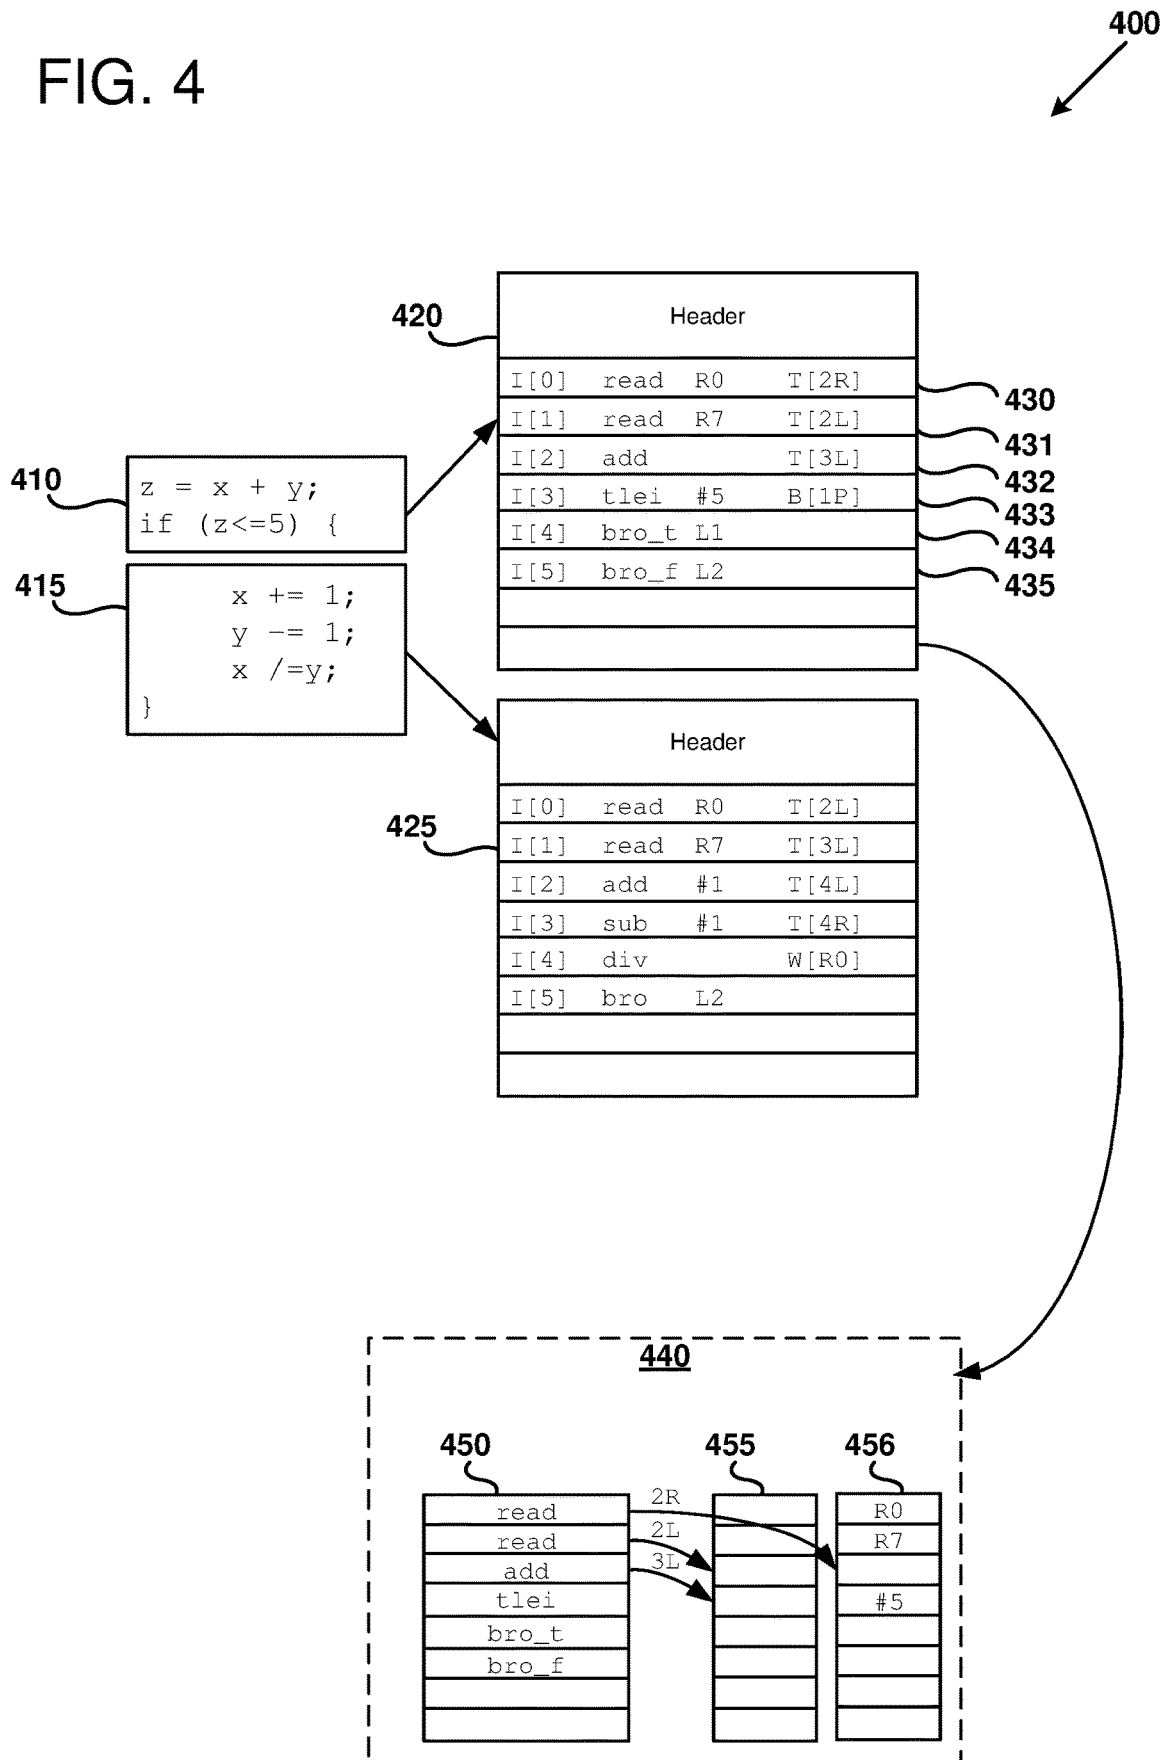 400
FIG. 4
420
Header
I[0] read R0 T[2R]
430
I[1] read R7 T[2L]
431
I[2] add T[3L]
432
I[3] tlei #5 B[1P]
433
I[4] bro_t L1
434
I[5] bro_f L2
435
410
z = x + y;
if (z<=5) {
415
x += 1;
y -= 1;
x /=y;
}
Header
425
I[0] read R0 T[2L]
I[1] read R7 T[3L]
I[2] add #1 T[4L]
I[3] sub #1 T[4R]
I[4] div W[R0]
I[5] bro L2
440
450 455 456
read 2R R0
read 2L R7
add 3L
tlei #5
bro_t
bro_f